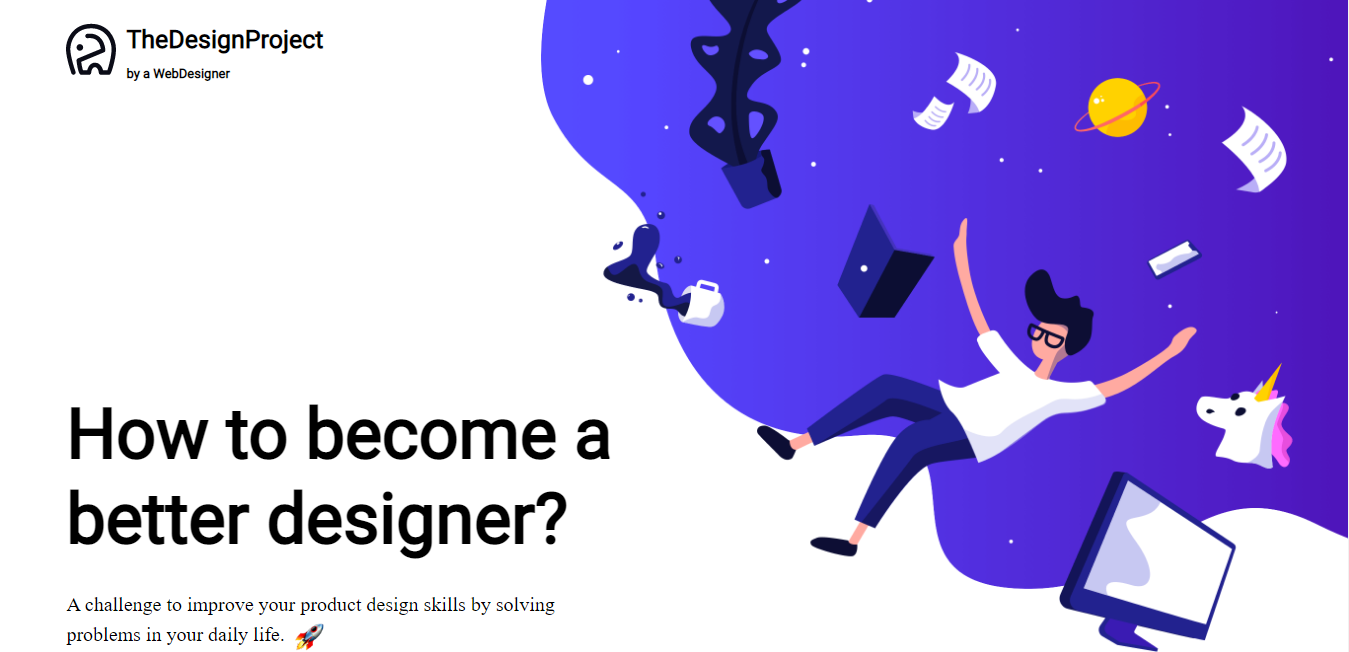 TheDesignProject
by a WebDesigner
How to become a
better designer?
A challenge to improve your product design skills by solving
problems in your daily life. 🚀